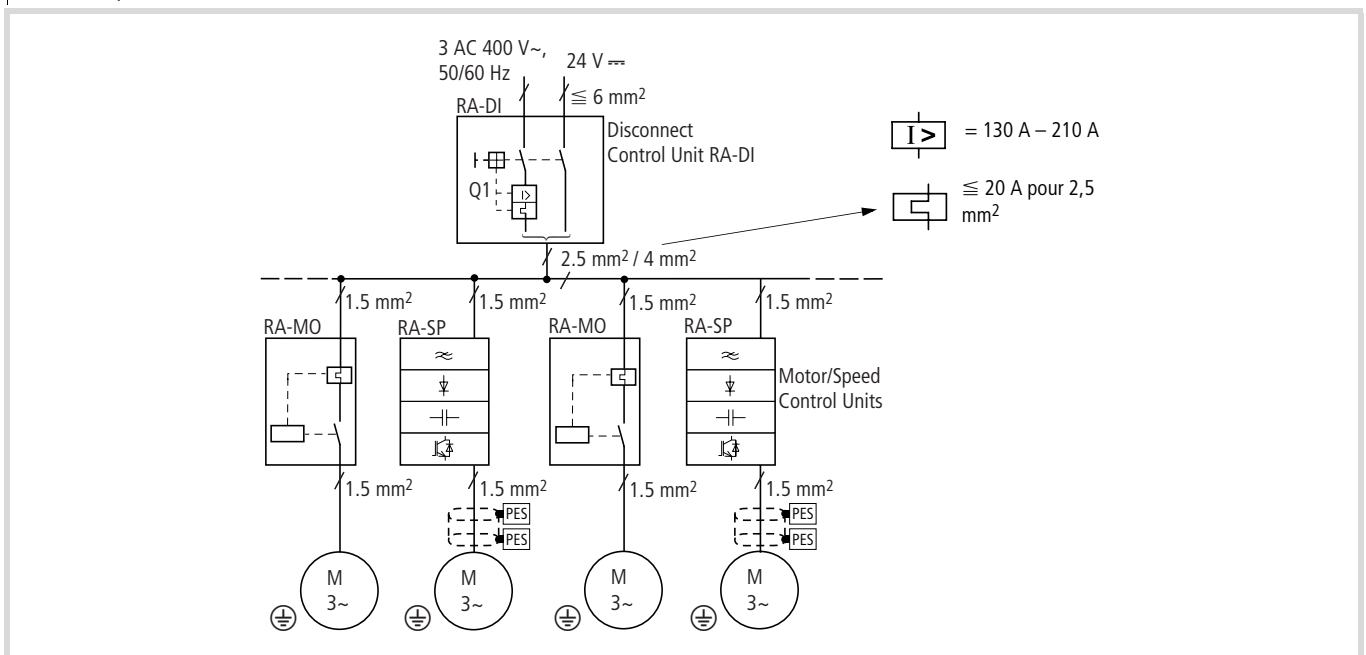 3 AC 400 V~,
50/60 Hz
24 V ⎓
≦ 6 mm²
RA-DI
Disconnect
Control Unit RA-DI
Q1
I>
I >
= 130 A – 210 A
≦ 20 A pour 2,5
mm²
2.5 mm² / 4 mm²
1.5 mm²
1.5 mm²
1.5 mm²
1.5 mm²
RA-MO
RA-SP
RA-MO
RA-SP
Motor/Speed
Control Units
1.5 mm²
1.5 mm²
1.5 mm²
1.5 mm²
PES
PES
PES
PES
M
3~
M
3~
M
3~
M
3~